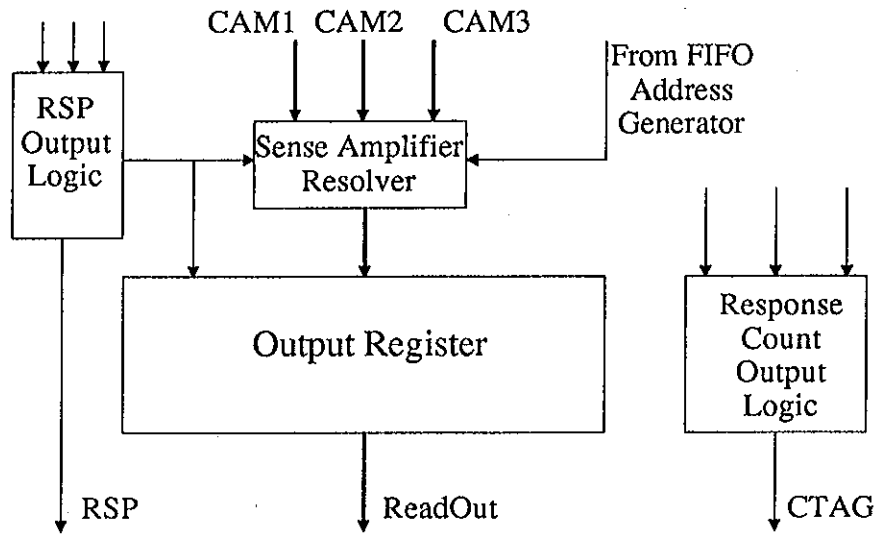 CAM1 CAM2 CAM3
From FIFO
Address
Generator
RSP
Output
Logic
Sense Amplifier
Resolver
Output Register
Response
Count
Output
Logic
RSP
ReadOut
CTAG